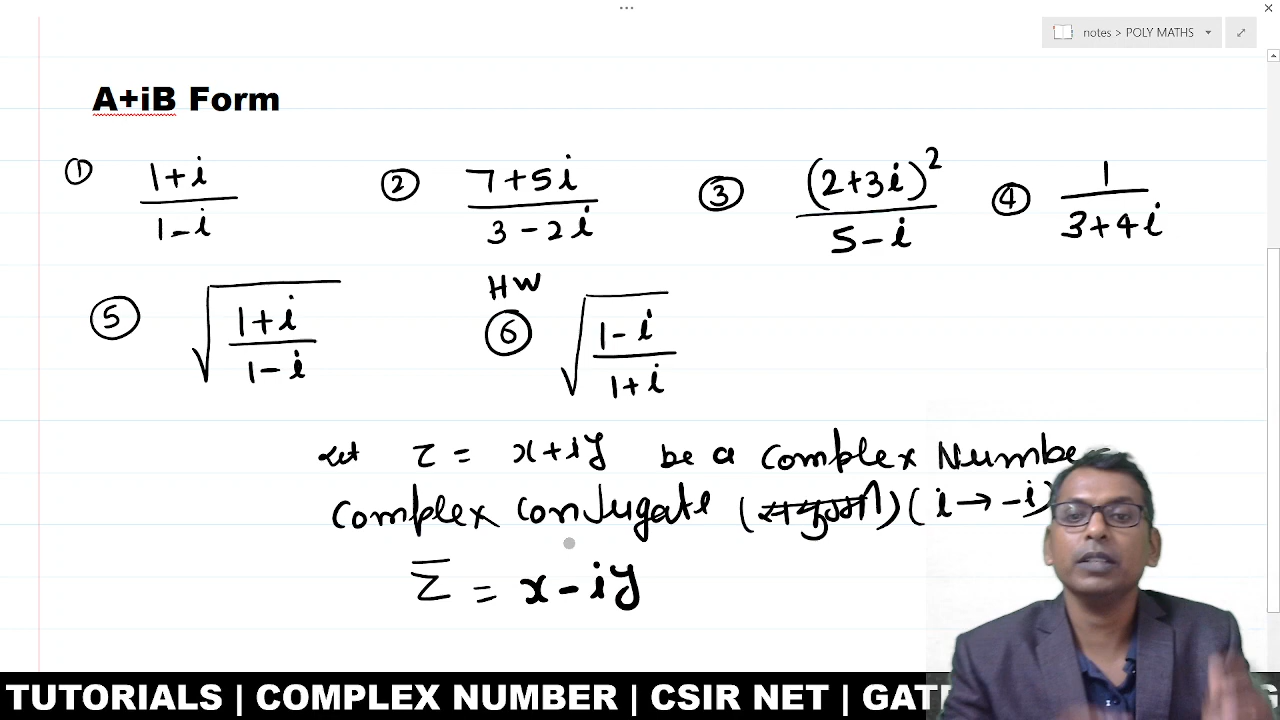 notes > POLY MATHS
A+iB Form
① (1+i)/(1-i) ② (7+5i)/(3-2i) ③ (2+3i)²/(5-i) ④ 1/(3+4i)
HW
⑤ √((1+i)/(1-i)) ⑥ √((1-i)/(1+i))
Let z = x+iy be a complex Number
complex conjugate (संयुग्मी) (i → -i)
z̅ = x-iy
TUTORIALS | COMPLEX NUMBER | CSIR NET |